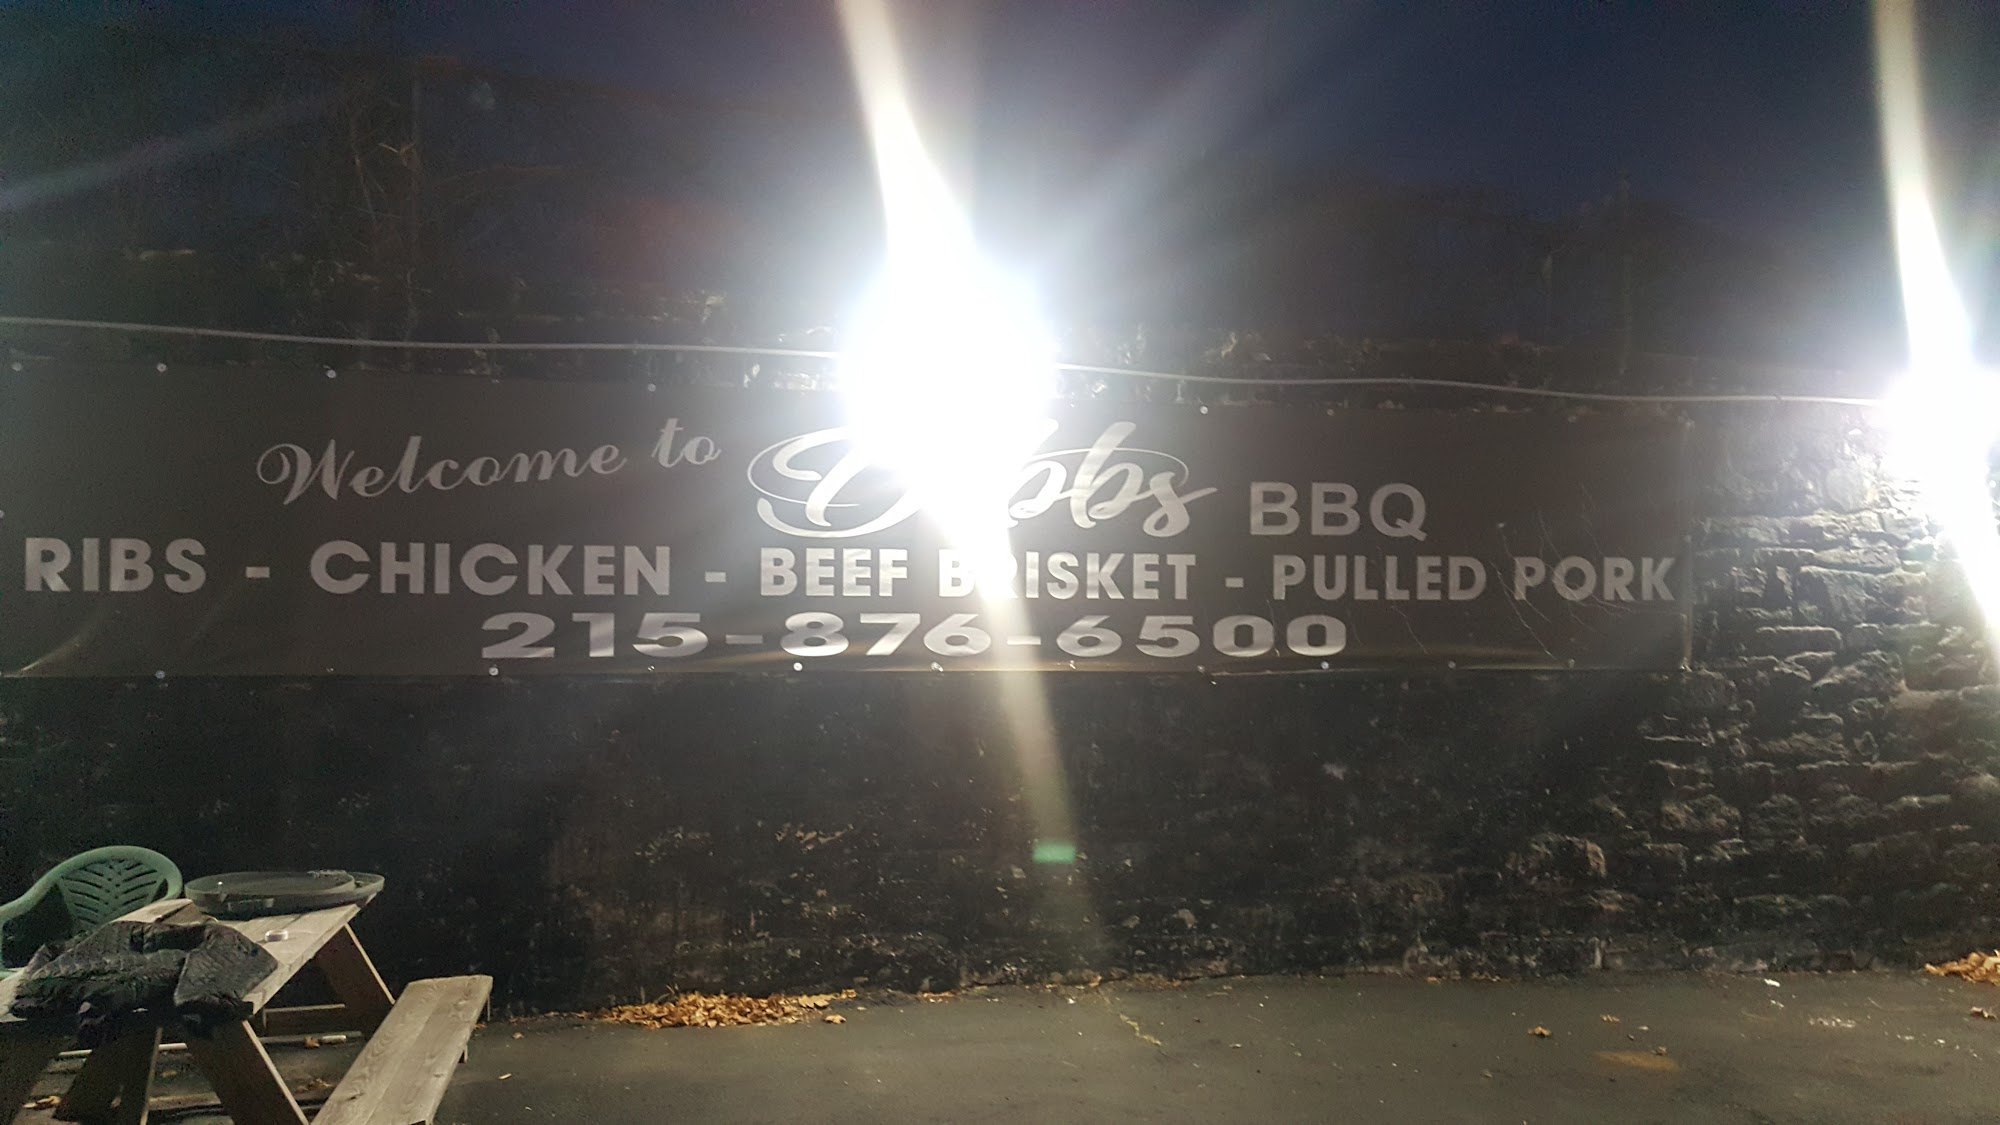 Welcome to BBQ
RIBS - CHICKEN - BEEF BRISKET - PULLED PORK
215-876-6500